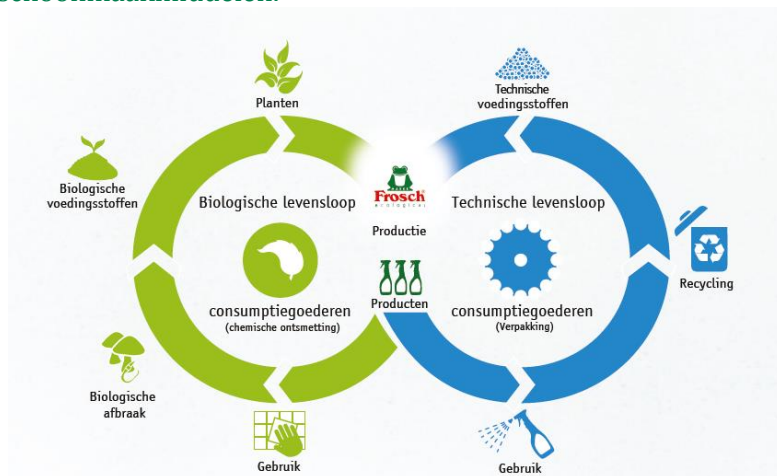 Planten
Technische
voedingsstoffen
Biologische
voedingsstoffen
Biologische levensloop
Frosch
ecological
Technische levensloop
Productie
Recycling
Producten
consumptiegoederen
(chemische ontsmetting)
consumptiegoederen
(Verpakking)
Biologische
afbraak
Gebruik
Gebruik